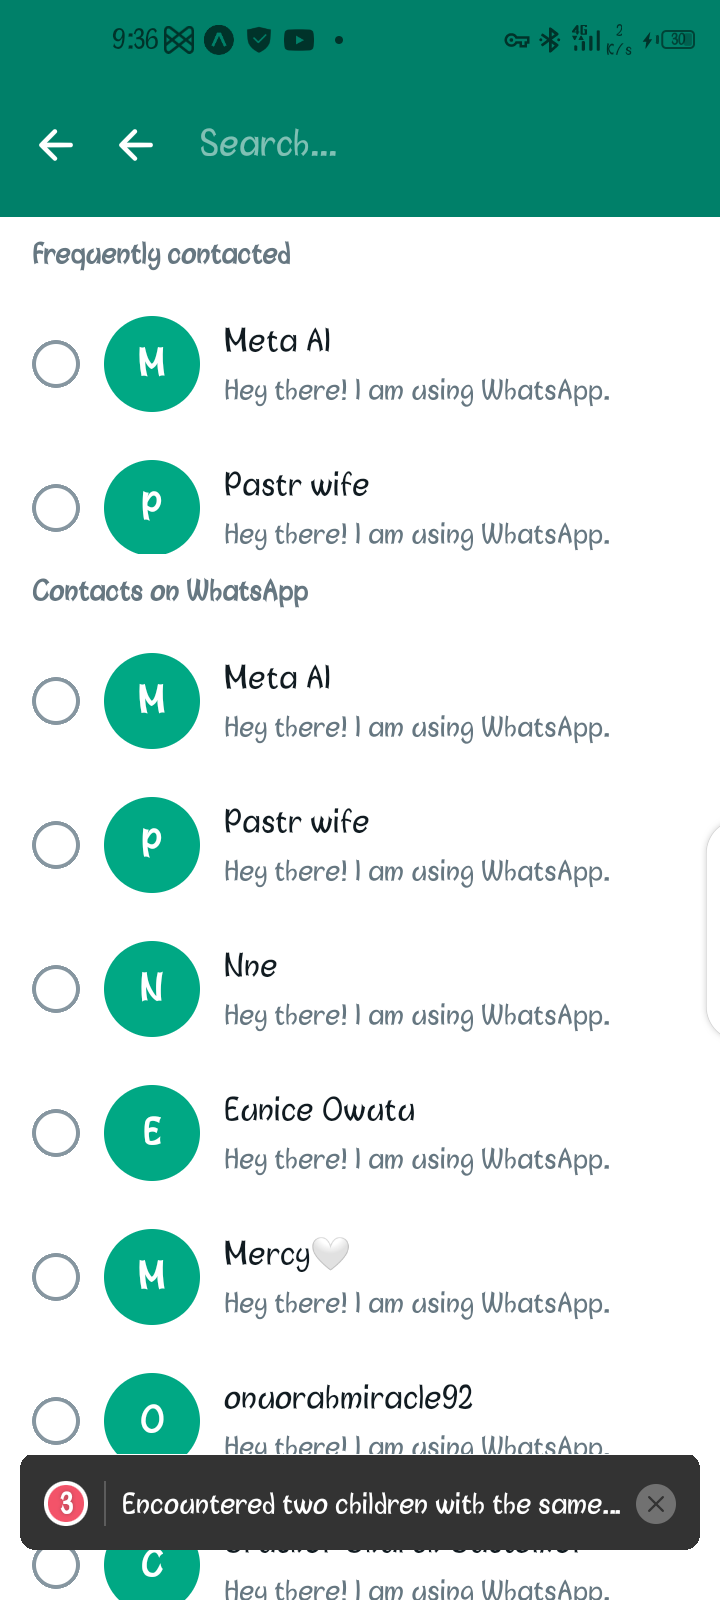 9:36
4G
2
K/s
30
Search...
Frequently contacted
M
Meta AI
Hey there! I am using WhatsApp.
P
Pastr wife
Hey there! I am using WhatsApp.
Contacts on WhatsApp
M
Meta AI
Hey there! I am using WhatsApp.
P
Pastr wife
Hey there! I am using WhatsApp.
N
Nne
Hey there! I am using WhatsApp.
E
Eunice Owutu
Hey there! I am using WhatsApp.
M
Mercy🤍
Hey there! I am using WhatsApp.
O
onuorahmiracle92
Hey there! I am using WhatsApp.
3
Encountered two children with the same...
C
Hey there! I am using WhatsApp.